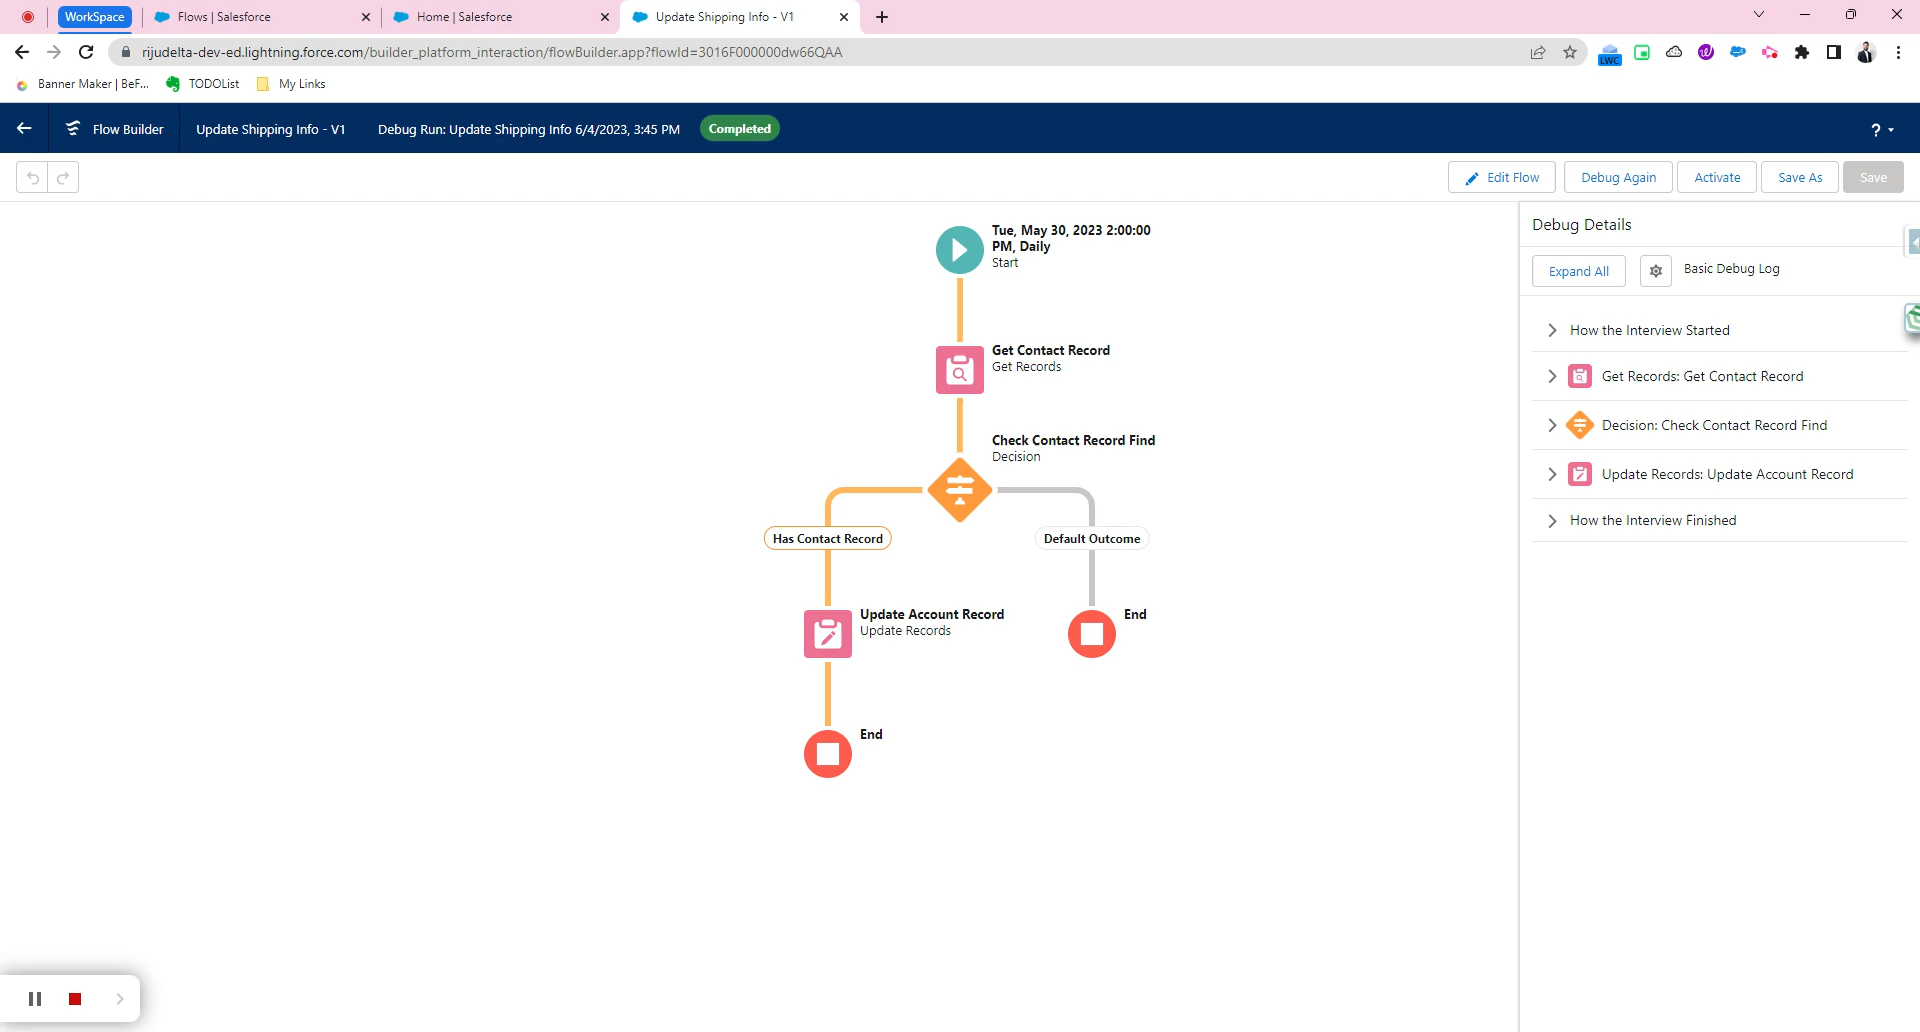 WorkSpace
Flows | Salesforce
Home | Salesforce
Update Shipping Info - V1
rijudelta-dev-ed.lightning.force.com/builder_platform_interaction/flowBuilder.app?flowId=3016F000000dw66QAA
LWC
Banner Maker | BeF...
TODOList
My Links
Flow Builder
Update Shipping Info - V1
Debug Run: Update Shipping Info 6/4/2023, 3:45 PM
Completed
?
Edit Flow
Debug Again
Activate
Save As
Save
Tue, May 30, 2023 2:00:00
PM, Daily
Start
Get Contact Record
Get Records
Check Contact Record Find
Decision
Has Contact Record
Default Outcome
Update Account Record
Update Records
End
End
Debug Details
Expand All
Basic Debug Log
How the Interview Started
Get Records: Get Contact Record
Decision: Check Contact Record Find
Update Records: Update Account Record
How the Interview Finished